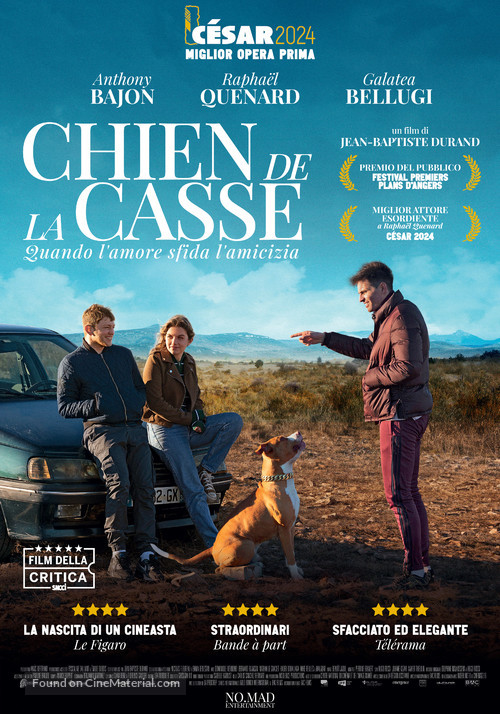 CÉSAR 2024
MIGLIOR OPERA PRIMA
Anthony
BAJON
Raphaël
QUENARD
Galatea
BELLUGI
CHIEN DE
LA CASSE
Quando l'amore sfida l'amicizia
un film di
JEAN-BAPTISTE DURAND
PREMIO DEL PUBBLICO
FESTIVAL PREMIERS
PLANS D'ANGERS
MIGLIOR ATTORE
ESORDIENTE
a Raphaël Quenard
CÉSAR 2024
FILM DELLA
CRITICA
SNCCI
LA NASCITA DI UN CINEASTA
Le Figaro
STRAORDINARI
Bande à part
SFACCIATO ED ELEGANTE
Télérama
Found on CineMaterial.com
NO.MAD
ENTERTAINMENT